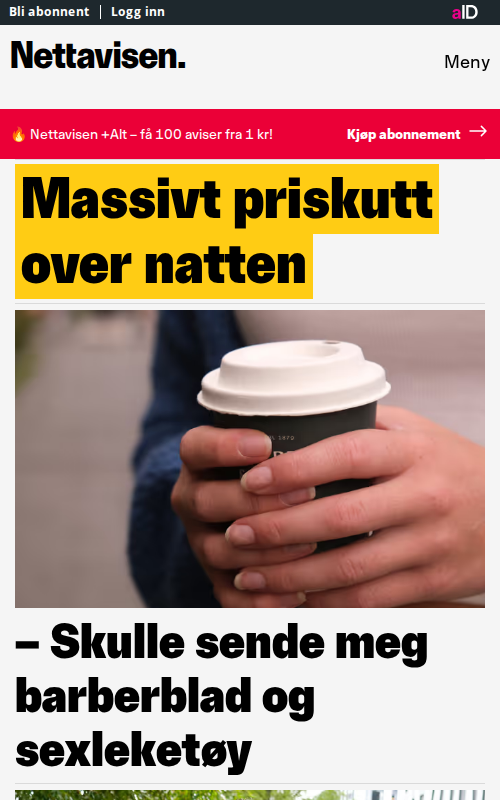 Bli abonnent | Logg inn
aID
Nettavisen.
Meny
🔥 Nettavisen +Alt – få 100 aviser fra 1 kr!
Kjøp abonnement →
Massivt priskutt
over natten
– Skulle sende meg
barberblad og
sexleketøy